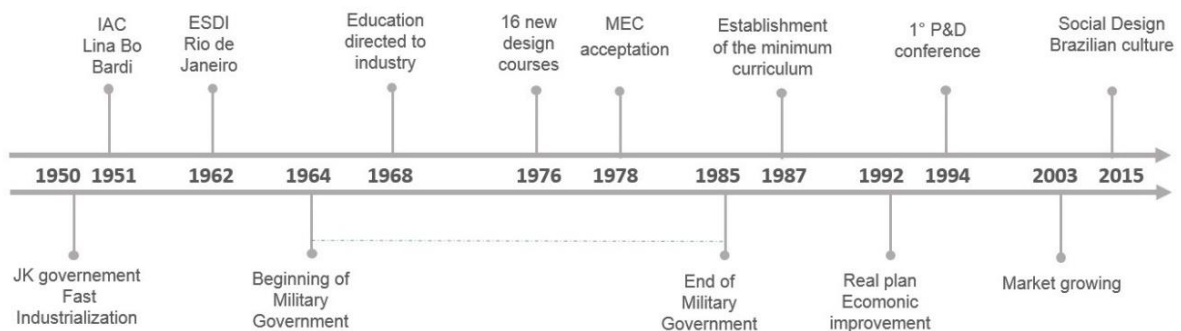 IAC
Lina Bo
Bardi
ESDI
Rio de
Janeiro
Education
directed to
industry
16 new
design
courses
MEC
acceptation
Establishment
of the minimum
curriculum
1° P&D
conference
Social Design
Brazilian culture
1950 1951 1962 1964 1968 1976 1978 1985 1987 1992 1994 2003 2015
JK governement
Fast
Industrialization
Beginning of
Military
Government
End of
Military
Government
Real plan
Ecomonic
improvement
Market growing